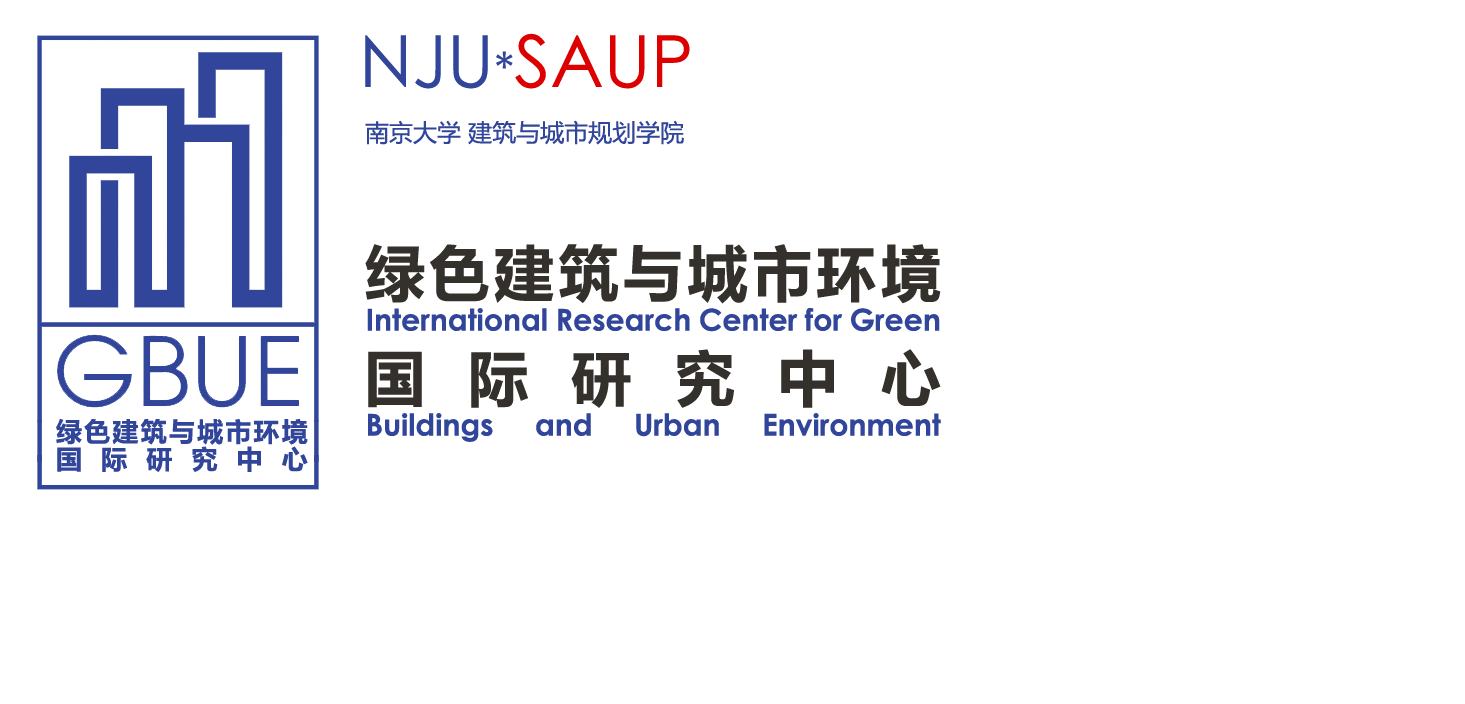 GBUE
绿色建筑与城市环境
国际研究中心
NJU*SAUP
南京大学 建筑与城市规划学院
绿色建筑与城市环境
International Research Center for Green
国际研究中心
Buildings and Urban Environment